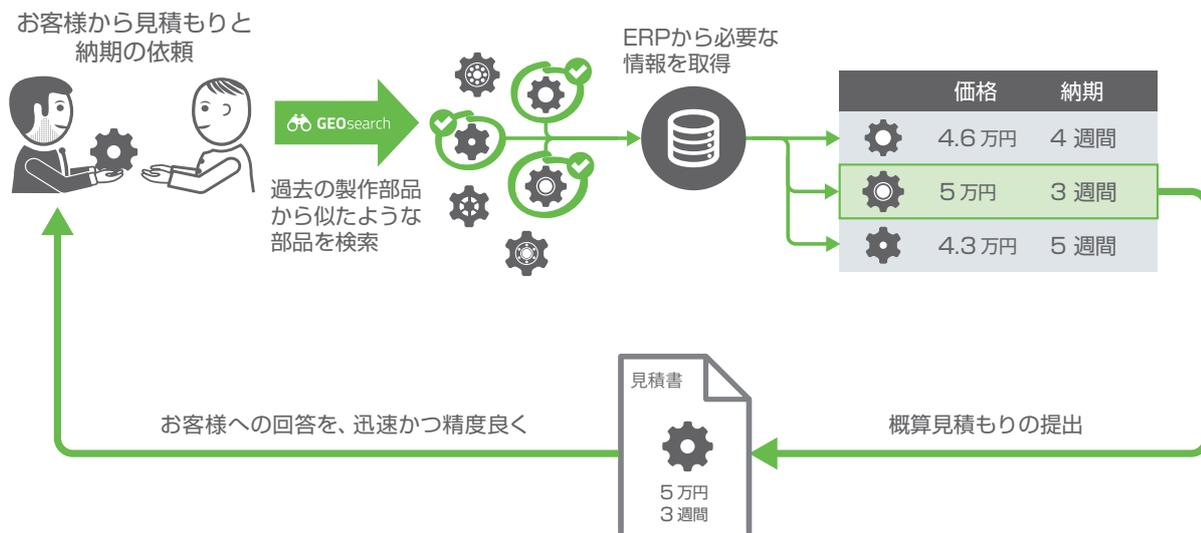 お客様から見積もりと
納期の依頼
GEOsearch
過去の製作部品
から似たような
部品を検索
ERPから必要な
情報を取得
価格 納期
4.6万円 4週間
5万円 3週間
4.3万円 5週間
概算見積もりの提出
見積書
5万円
3週間
お客様への回答を、迅速かつ精度良く